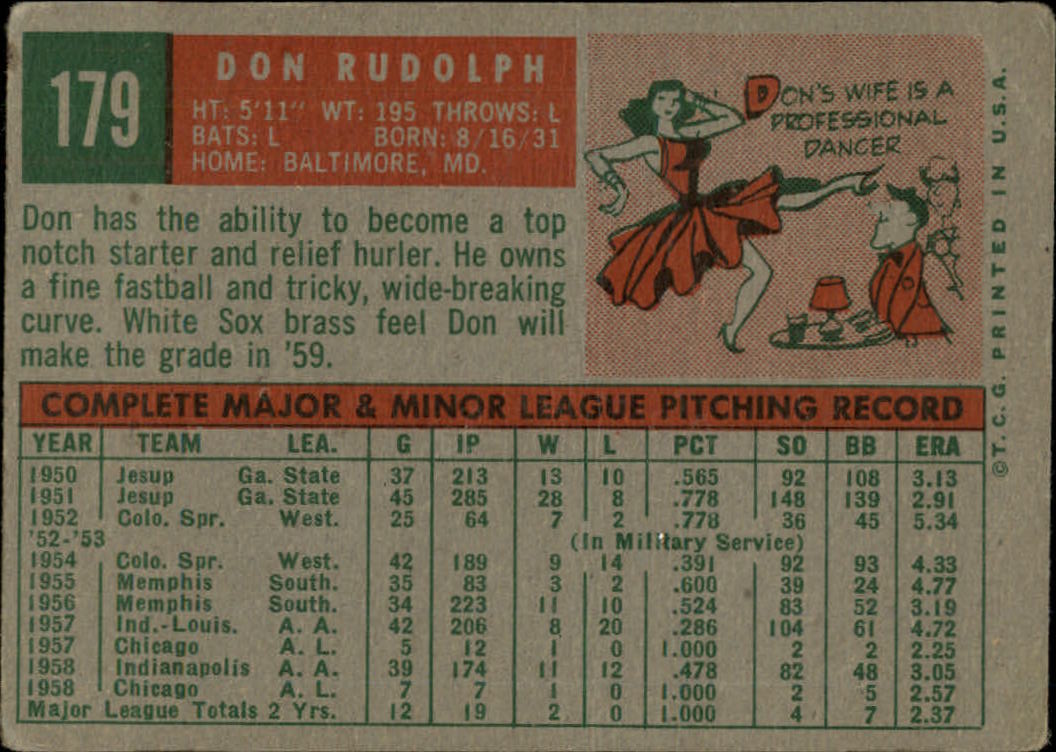 179
DON RUDOLPH
HT: 5'11" WT: 195 THROWS: L
BATS: L BORN: 8/16/31
HOME: BALTIMORE, MD.
DON'S WIFE IS A
PROFESSIONAL
DANCER
Don has the ability to become a top
notch starter and relief hurler. He owns
a fine fastball and tricky, wide-breaking
curve. White Sox brass feel Don will
make the grade in '59.
©T.C.G. PRINTED IN U.S.A.
COMPLETE MAJOR & MINOR LEAGUE PITCHING RECORD
YEAR TEAM LEA. G IP W L PCT SO BB ERA
1950 Jesup Ga. State 37 213 13 10 .565 92 108 3.13
1951 Jesup Ga. State 45 285 28 8 .778 148 139 2.91
1952 Colo. Spr. West. 25 64 7 2 .778 36 45 5.34
'52-'53 (In Military Service)
1954 Colo. Spr. West. 42 189 9 14 .391 92 93 4.33
1955 Memphis South. 35 83 3 2 .600 39 24 4.77
1956 Memphis South. 34 223 11 10 .524 83 52 3.19
1957 Ind.-Louis. A. A. 42 206 8 20 .286 104 61 4.72
1957 Chicago A. L. 5 12 1 0 1.000 2 2 2.25
1958 Indianapolis A. A. 39 174 11 12 .478 82 48 3.05
1958 Chicago A. L. 7 7 1 0 1.000 2 5 2.57
Major League Totals 2 Yrs. 12 19 2 0 1.000 4 7 2.37